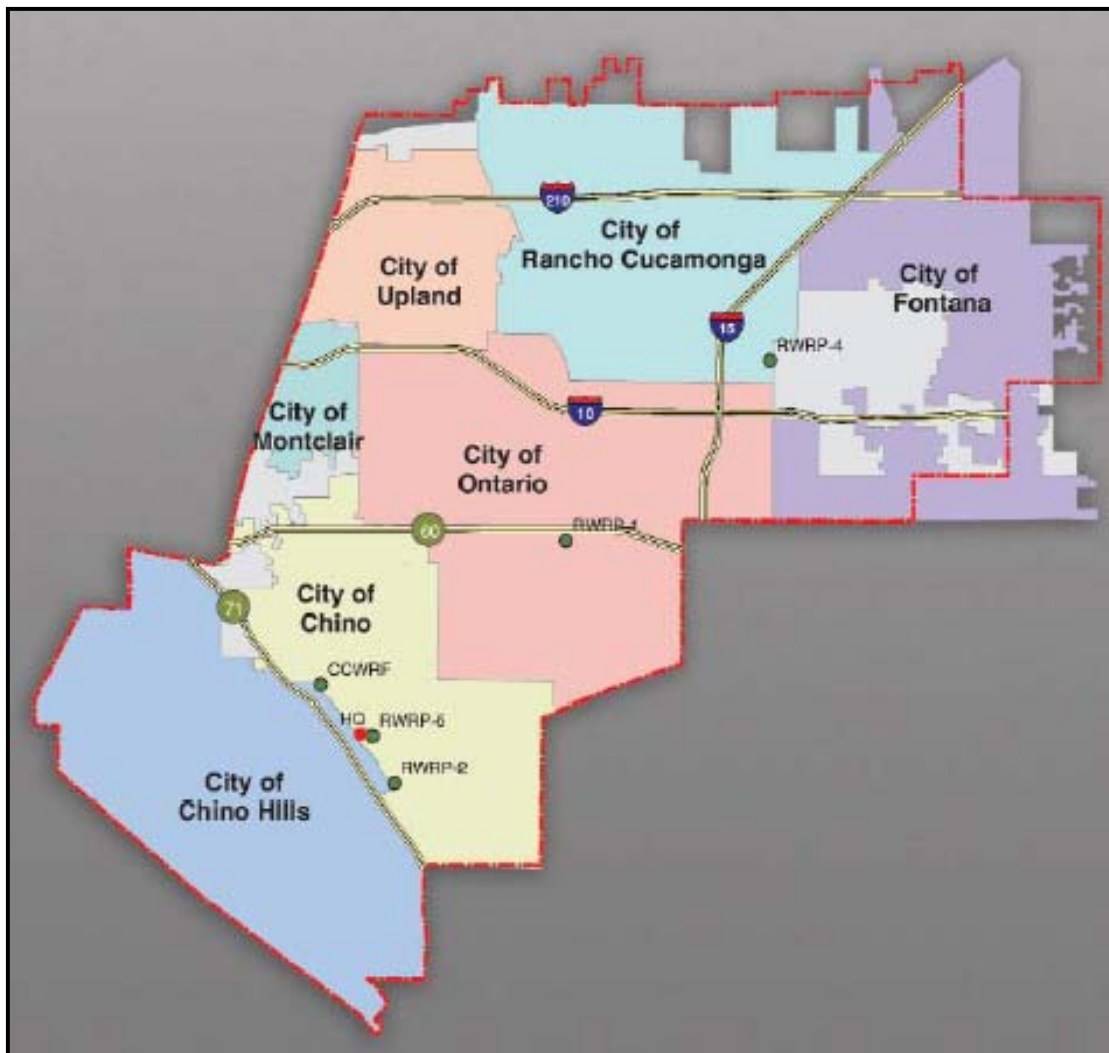 210
City of
Rancho Cucamonga
City of
Upland
City of
Fontana
15
RWRP-4
City of
Montclair
10
City of
Ontario
60
RWRP-1
City of
Chino
71
CCWRF
HQ
RWRP-5
RWRP-2
City of
Chino Hills